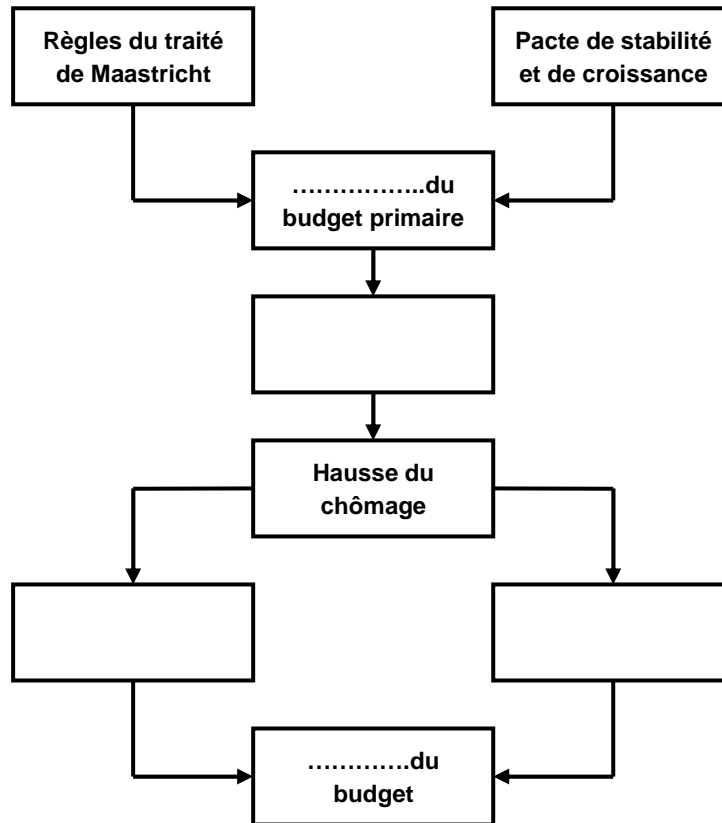 Règles du traité
de Maastricht
Pacte de stabilité
et de croissance
……………..du
budget primaire
Hausse du
chômage
………….du
budget